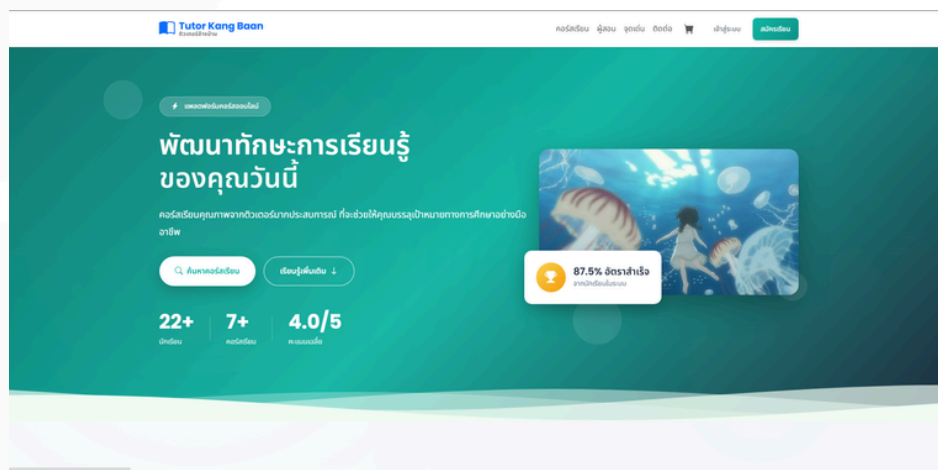 Tutor Kang Baan
ติวเตอร์ข้างบ้าน
คอร์สเรียน ผู้สอน จุดเด่น ติดต่อ เข้าสู่ระบบ สมัครเรียน
แพลตฟอร์มคอร์สออนไลน์
พัฒนาทักษะการเรียนรู้
ของคุณวันนี้
คอร์สเรียนคุณภาพจากติวเตอร์มากประสบการณ์ ที่จะช่วยให้คุณบรรลุเป้าหมายทางการศึกษาอย่างมือ
อาชีพ
ค้นหาคอร์สเรียน เรียนรู้เพิ่มเติม ↓
87.5% อัตราสำเร็จ
จากนักเรียนในระบบ
22+ 7+ 4.0/5
นักเรียน คอร์สเรียน คะแนนเฉลี่ย